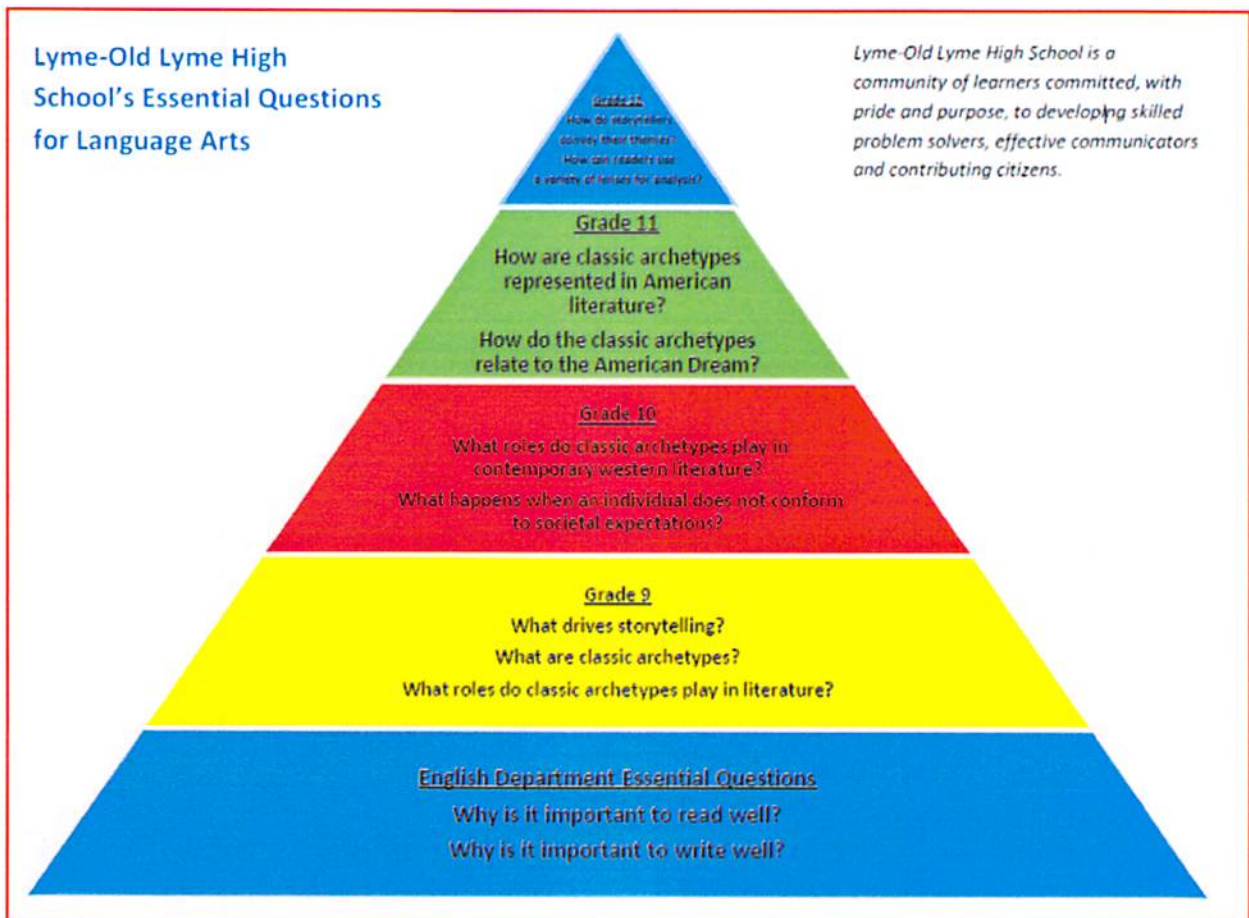 Lyme-Old Lyme High
School's Essential Questions
for Language Arts
Lyme-Old Lyme High School is a
community of learners committed, with
pride and purpose, to developing skilled
problem solvers, effective communicators
and contributing citizens.
Grade 12
How do storytellers
convey their themes?
How can readers use
a variety of lenses for analysis?
Grade 11
How are classic archetypes
represented in American
literature?
How do the classic archetypes
relate to the American Dream?
Grade 10
What roles do classic archetypes play in
contemporary western literature?
What happens when an individual does not conform
to societal expectations?
Grade 9
What drives storytelling?
What are classic archetypes?
What roles do classic archetypes play in literature?
English Department Essential Questions
Why is it important to read well?
Why is it important to write well?